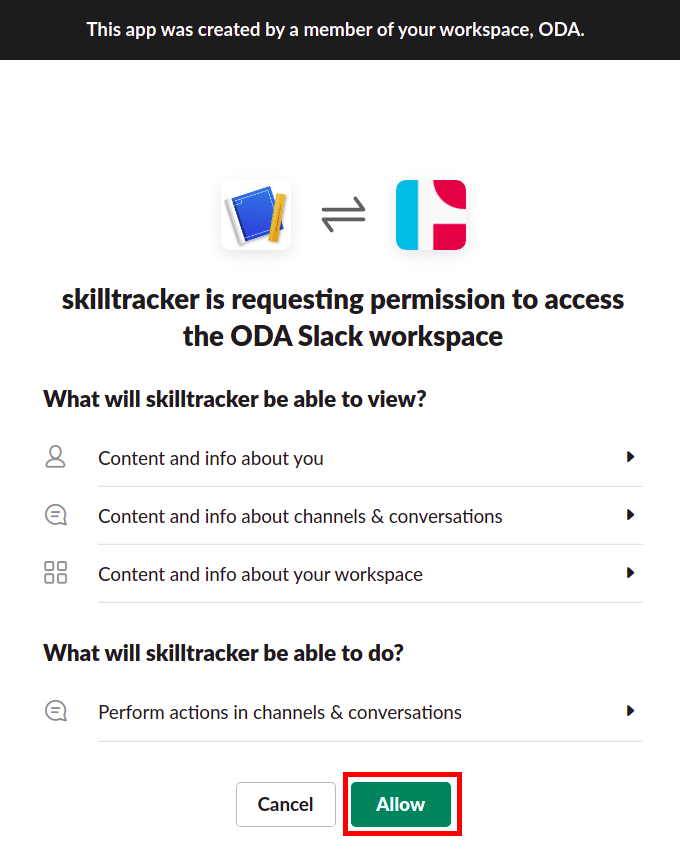 This app was created by a member of your workspace, ODA.
skilltracker is requesting permission to access
the ODA Slack workspace
What will skilltracker be able to view?
Content and info about you
Content and info about channels & conversations
Content and info about your workspace
What will skilltracker be able to do?
Perform actions in channels & conversations
Cancel
Allow